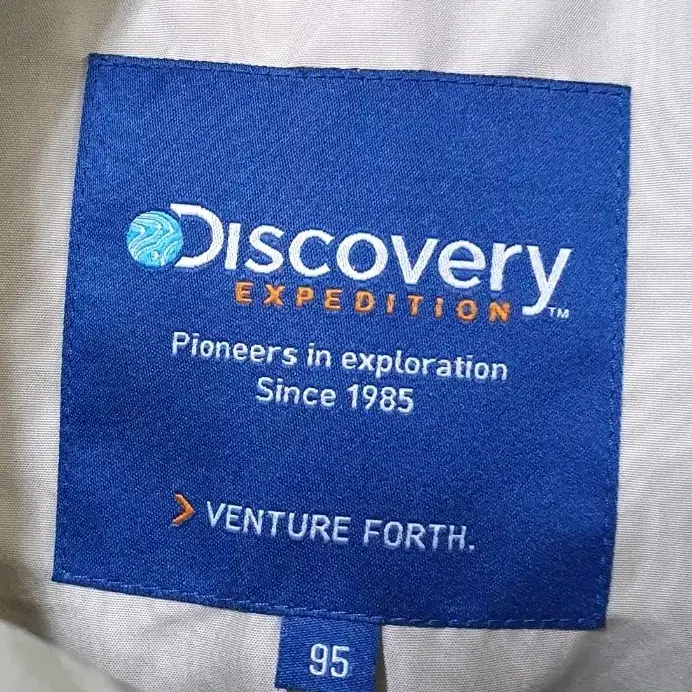 Discovery
EXPEDITiON
TM
Pioneers in exploration
Since 1985
VENTURE FORTH.
95